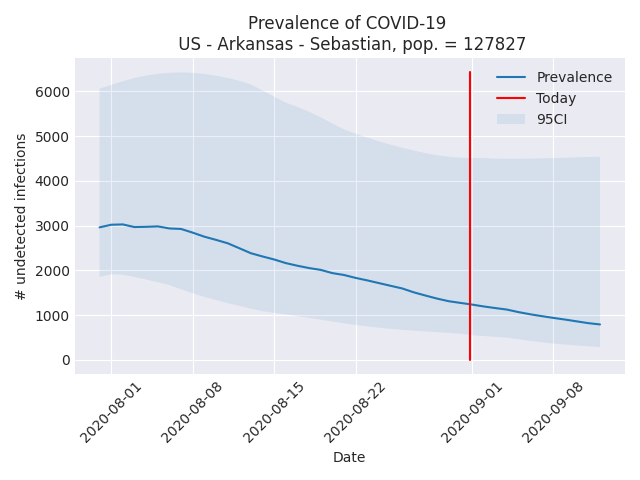 Prevalence of COVID-19
US - Arkansas - Sebastian, pop. = 127827
Prevalence
Today
95CI
# undetected infections
6000
5000
4000
3000
2000
1000
0
2020-08-01
2020-08-08
2020-08-15
2020-08-22
2020-09-01
2020-09-08
Date